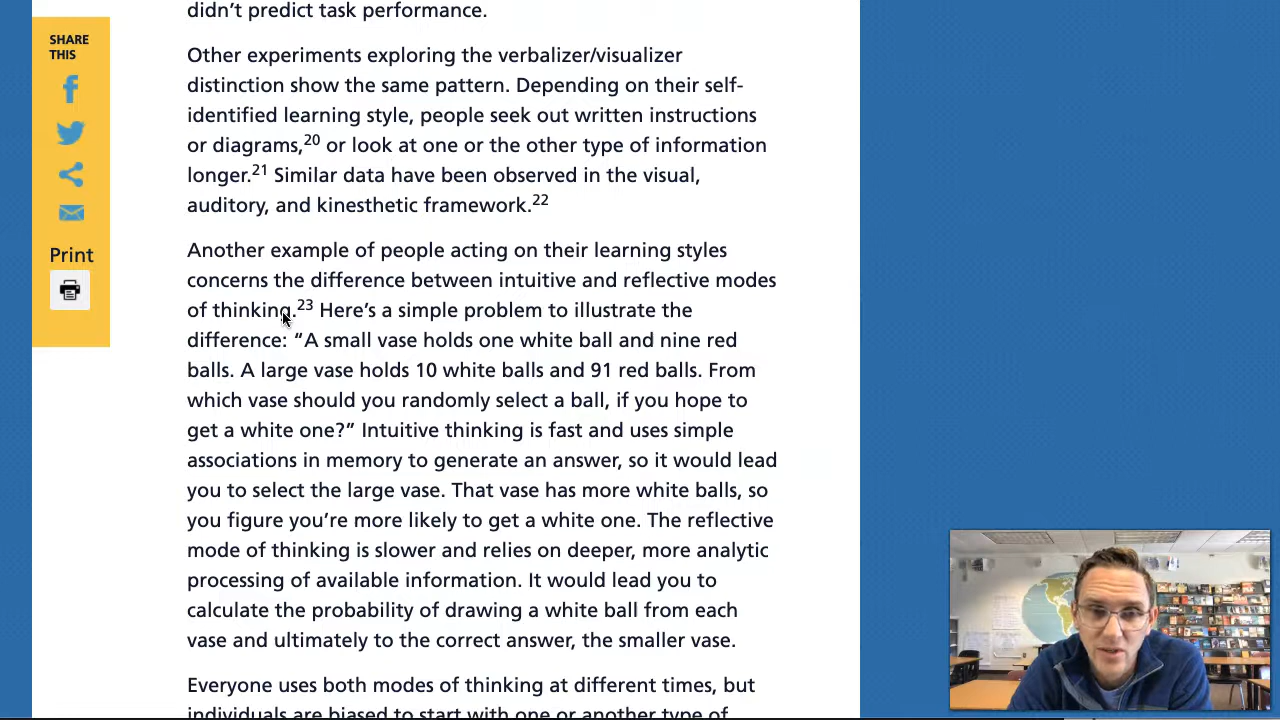 didn't predict task performance.
SHARE
THIS
Print
Other experiments exploring the verbalizer/visualizer
distinction show the same pattern. Depending on their self-
identified learning style, people seek out written instructions
or diagrams,20 or look at one or the other type of information
longer.21 Similar data have been observed in the visual,
auditory, and kinesthetic framework.22
Another example of people acting on their learning styles
concerns the difference between intuitive and reflective modes
of thinking.23 Here's a simple problem to illustrate the
difference: “A small vase holds one white ball and nine red
balls. A large vase holds 10 white balls and 91 red balls. From
which vase should you randomly select a ball, if you hope to
get a white one?” Intuitive thinking is fast and uses simple
associations in memory to generate an answer, so it would lead
you to select the large vase. That vase has more white balls, so
you figure you're more likely to get a white one. The reflective
mode of thinking is slower and relies on deeper, more analytic
processing of available information. It would lead you to
calculate the probability of drawing a white ball from each
vase and ultimately to the correct answer, the smaller vase.
Everyone uses both modes of thinking at different times, but
individuals are biased to start with one or another type of